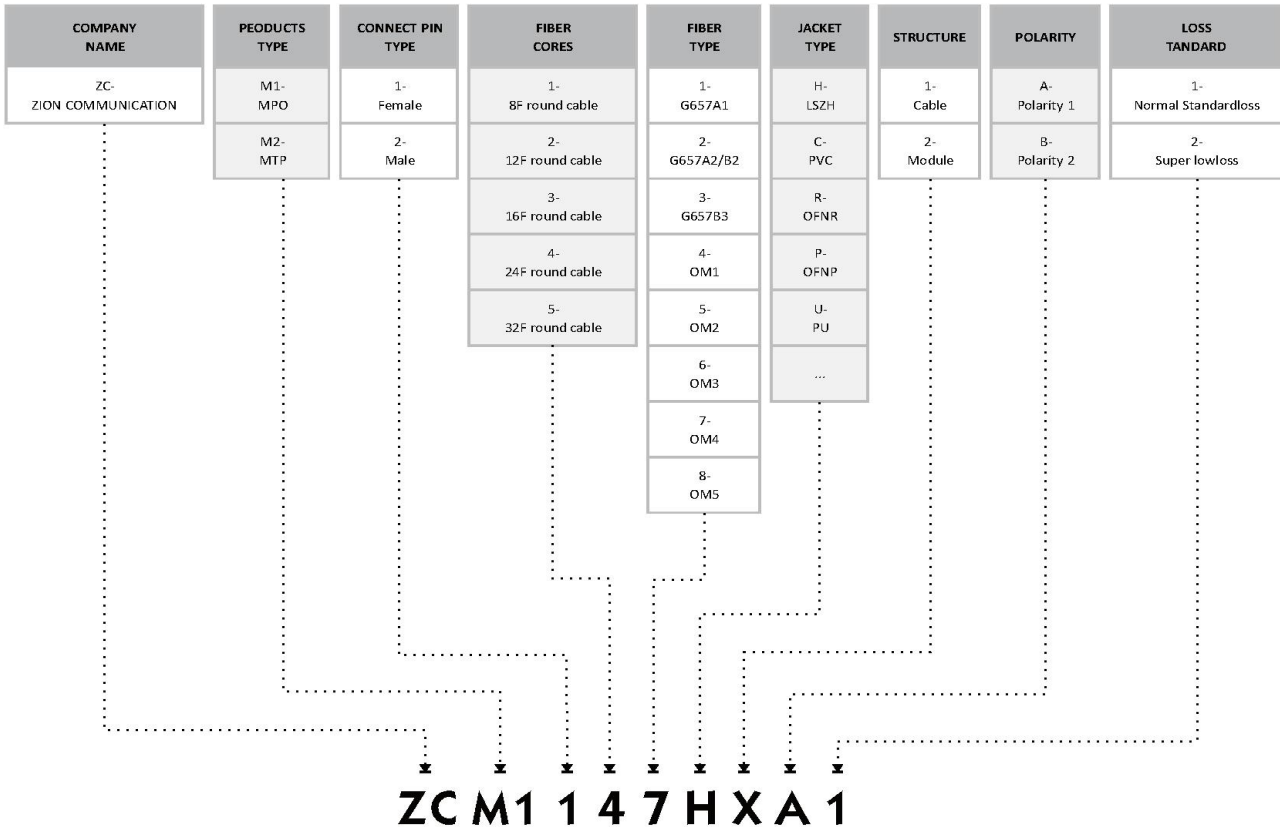 COMPANY
NAME
PEODUCTS
TYPE
CONNECT PIN
TYPE
FIBER
CORES
FIBER
TYPE
JACKET
TYPE
STRUCTURE
POLARITY
LOSS
TANDARD
ZC-
ZION COMMUNICATION
M1-
MPO
M2-
MTP
1-
Female
2-
Male
1-
8F round cable
2-
12F round cable
3-
16F round cable
4-
24F round cable
5-
32F round cable
1-
G657A1
2-
G657A2/B2
3-
G657B3
4-
OM1
5-
OM2
6-
OM3
7-
OM4
8-
OM5
H-
LSZH
C-
PVC
R-
OFNR
P-
OFNP
U-
PU
...
1-
Cable
2-
Module
A-
Polarity 1
B-
Polarity 2
1-
Normal Standardloss
2-
Super lowloss
ZC M1 1 4 7 H X A 1